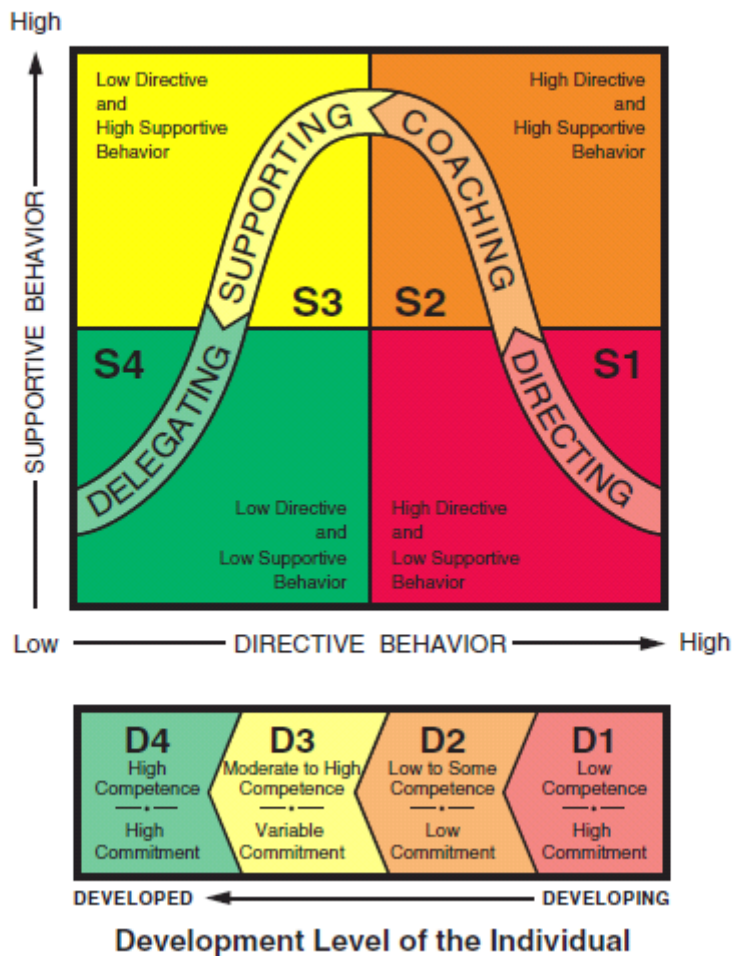 High
Low Directive
and
High Supportive
Behavior
High Directive
and
High Supportive
Behavior
SUPPORTING
COACHING
S3
S2
SUPPORTIVE BEHAVIOR
S4
S1
DELEGATING
DIRECTING
Low Directive
and
Low Supportive
Behavior
High Directive
and
Low Supportive
Behavior
Low
DIRECTIVE BEHAVIOR
High
D4
High
Competence
High
Commitment
D3
Moderate to High
Competence
Variable
Commitment
D2
Low to Some
Competence
Low
Commitment
D1
Low
Competence
High
Commitment
DEVELOPED
DEVELOPING
Development Level of the Individual